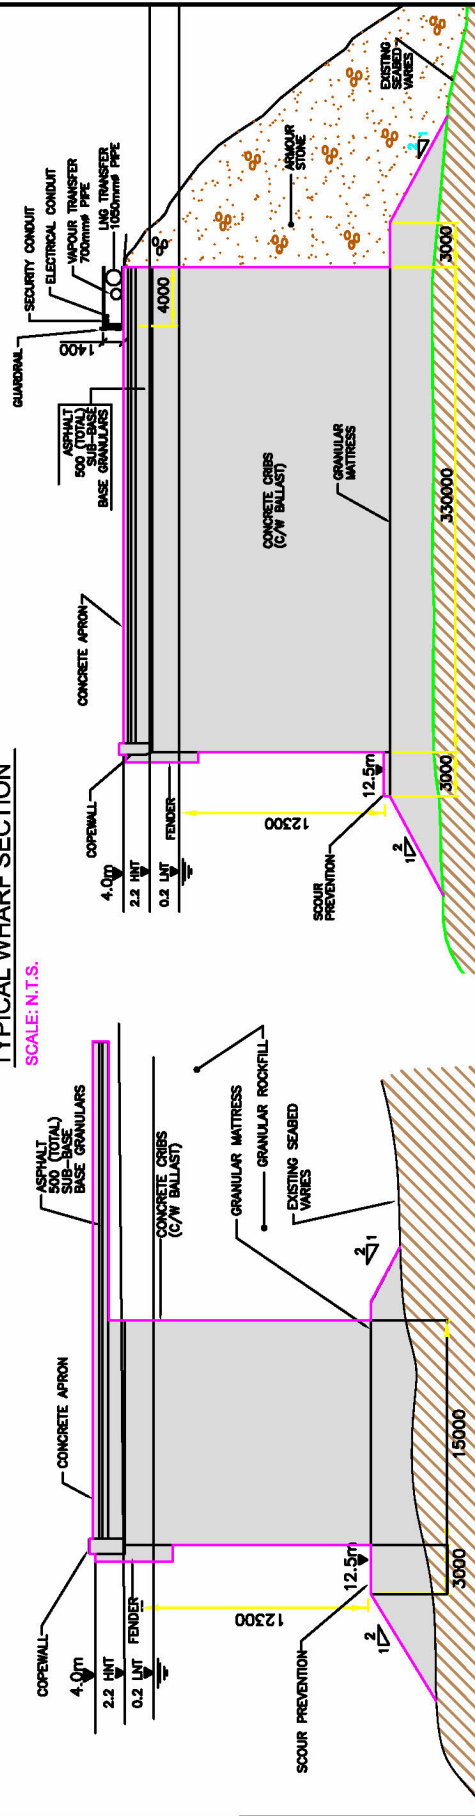 TYPICAL WHARF SECTION
SCALE: N.T.S.
COPEWALL
CONCRETE APRON
ASPHALT
500 (TOTAL)
SUB-BASE
BASE GRANULARS
4.0m
2.2 HNT
0.2 LNT
FENDER
CONCRETE CRIBS
(C/W BALLAST)
12300
12.5m
SCOUR PREVENTION
GRANULAR MATTRESS
GRANULAR ROCKFILL
EXISTING SEABED
VARIES
2
1
2
1
3000
15000
GUARDRAIL
SECURITY CONDUIT
ELECTRICAL CONDUIT
VAPOUR TRANSFER
700mmø PIPE
LNG TRANSFER
1050mmø PIPE
1400
4000
COPEWALL
CONCRETE APRON
ASPHALT
500 (TOTAL)
SUB-BASE
BASE GRANULARS
4.0m
2.2 HNT
0.2 LNT
FENDER
CONCRETE CRIBS
(C/W BALLAST)
ARMOUR
STONE
EXISTING
SEABED
VARIES
12300
12.5m
SCOUR
PREVENTION
GRANULAR
MATTRESS
2
1
2
1
3000
330000
3000